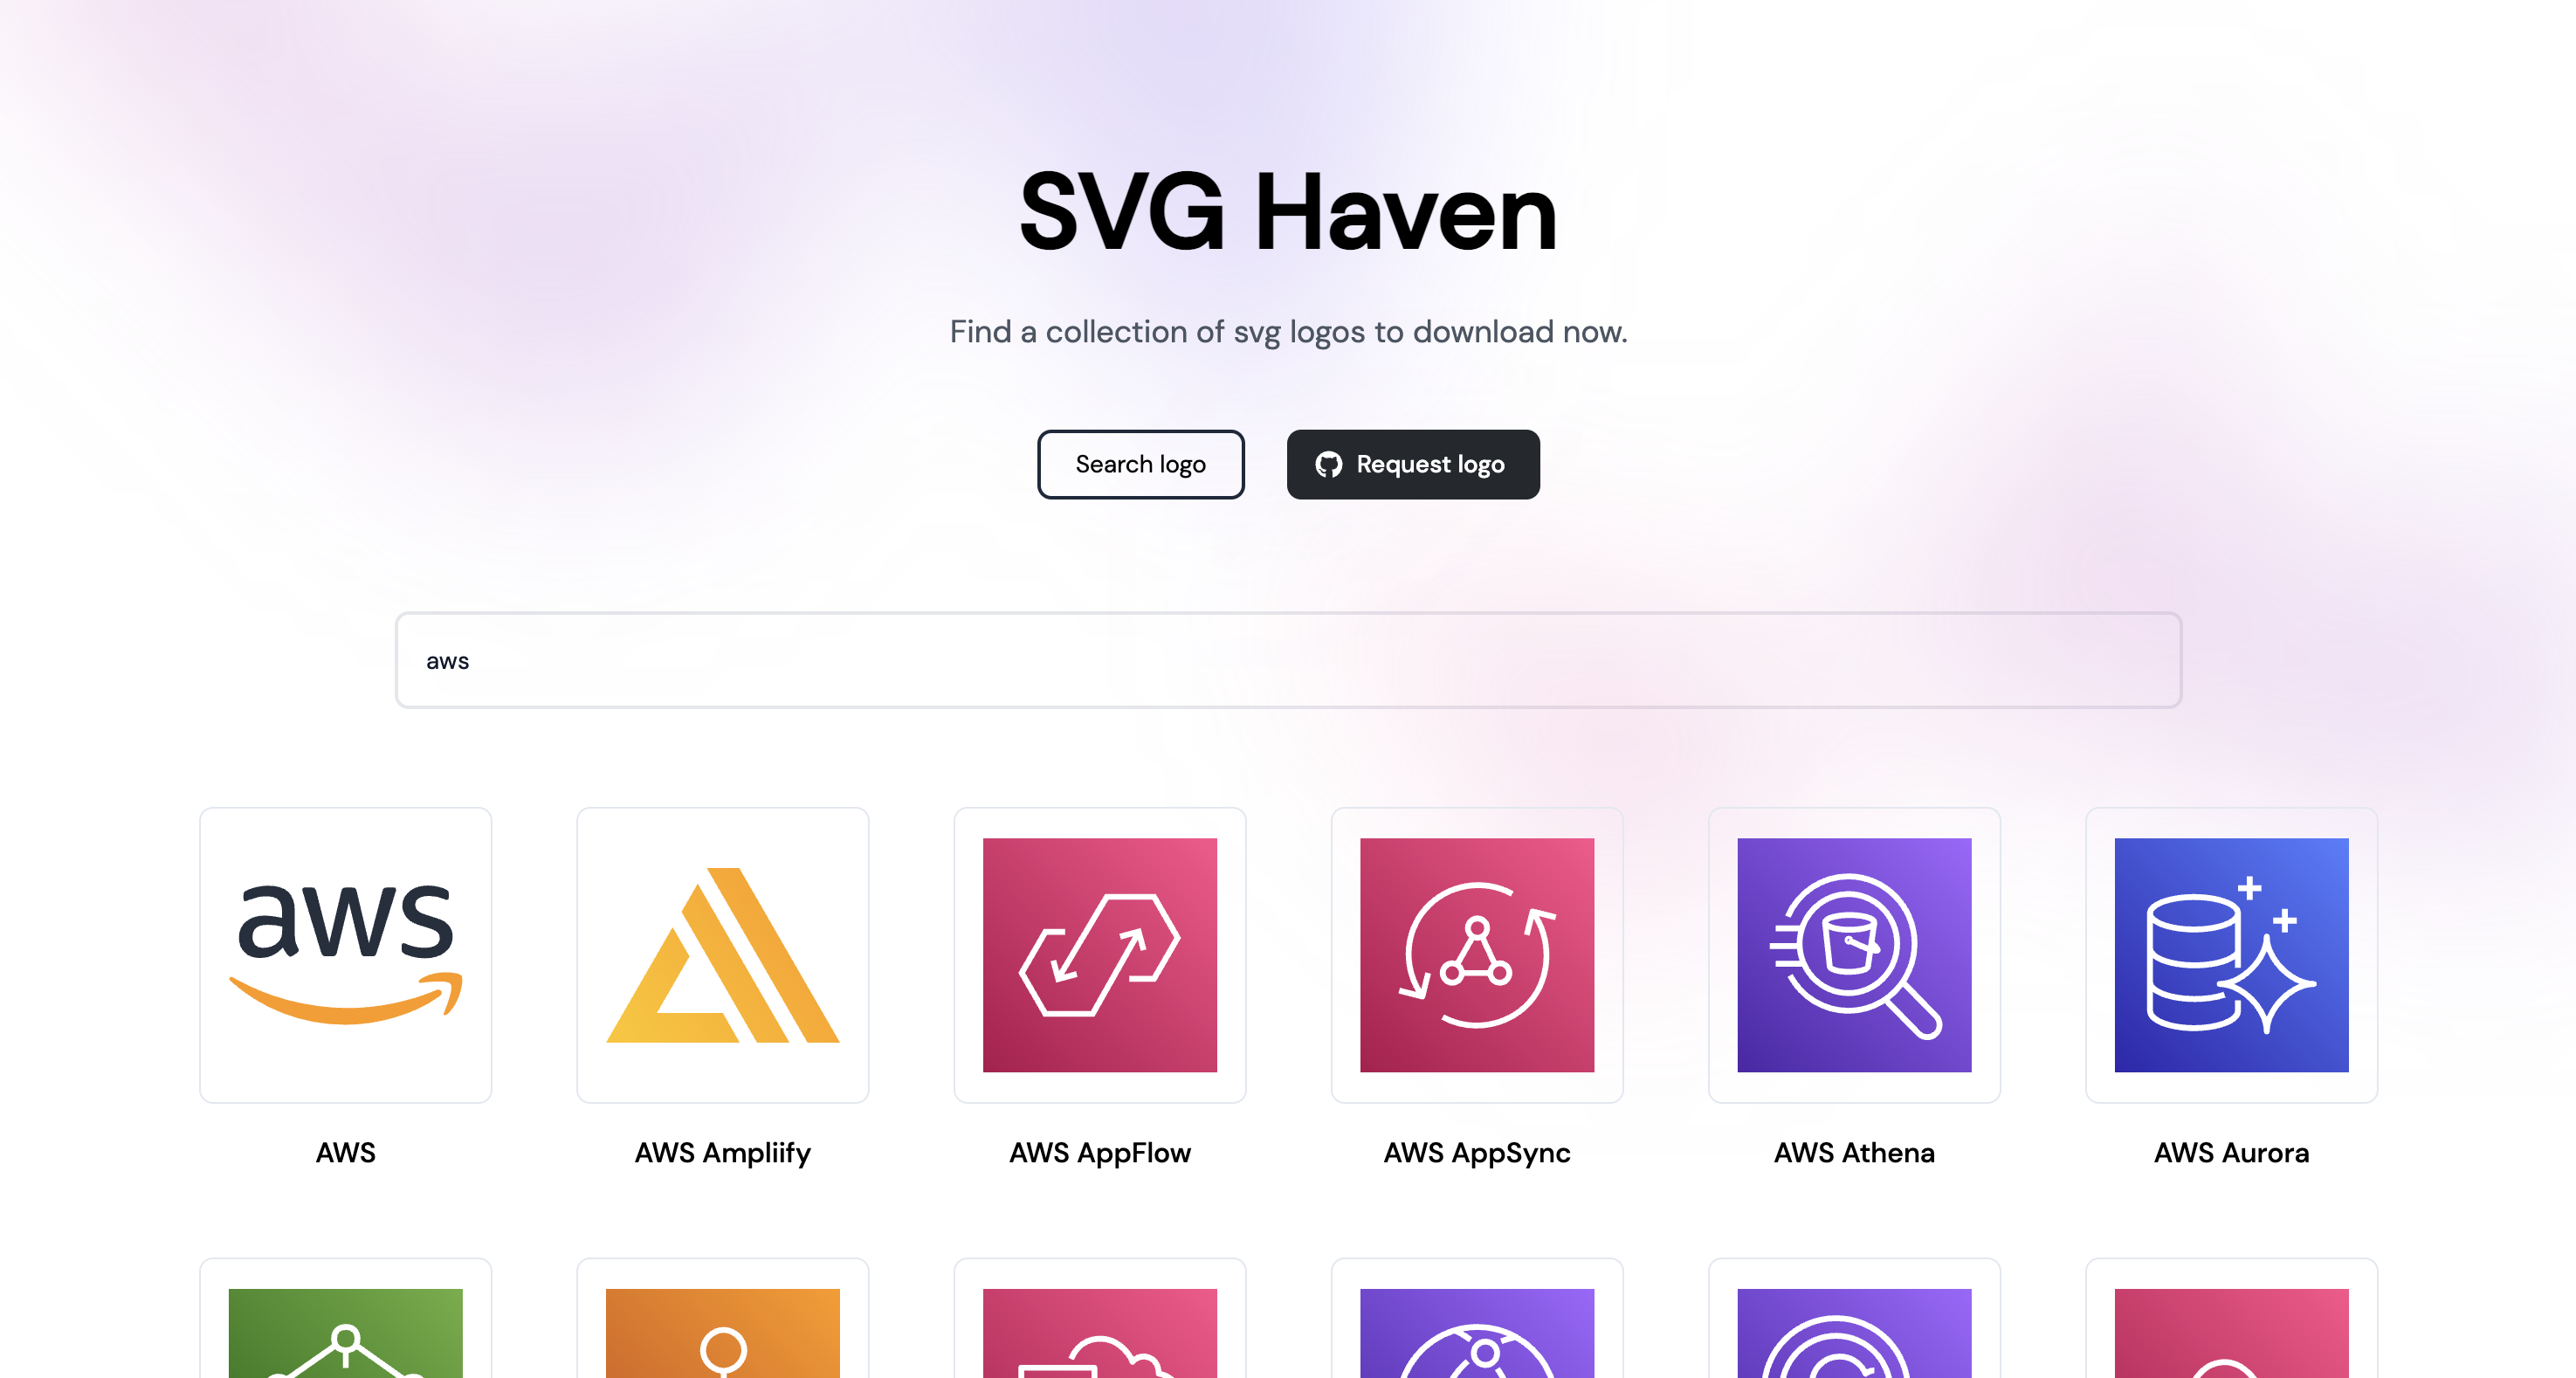 SVG Haven
Find a collection of svg logos to download now.
Search logo
Request logo
aws
aws
AWS
AWS Ampliify
AWS AppFlow
AWS AppSync
AWS Athena
AWS Aurora